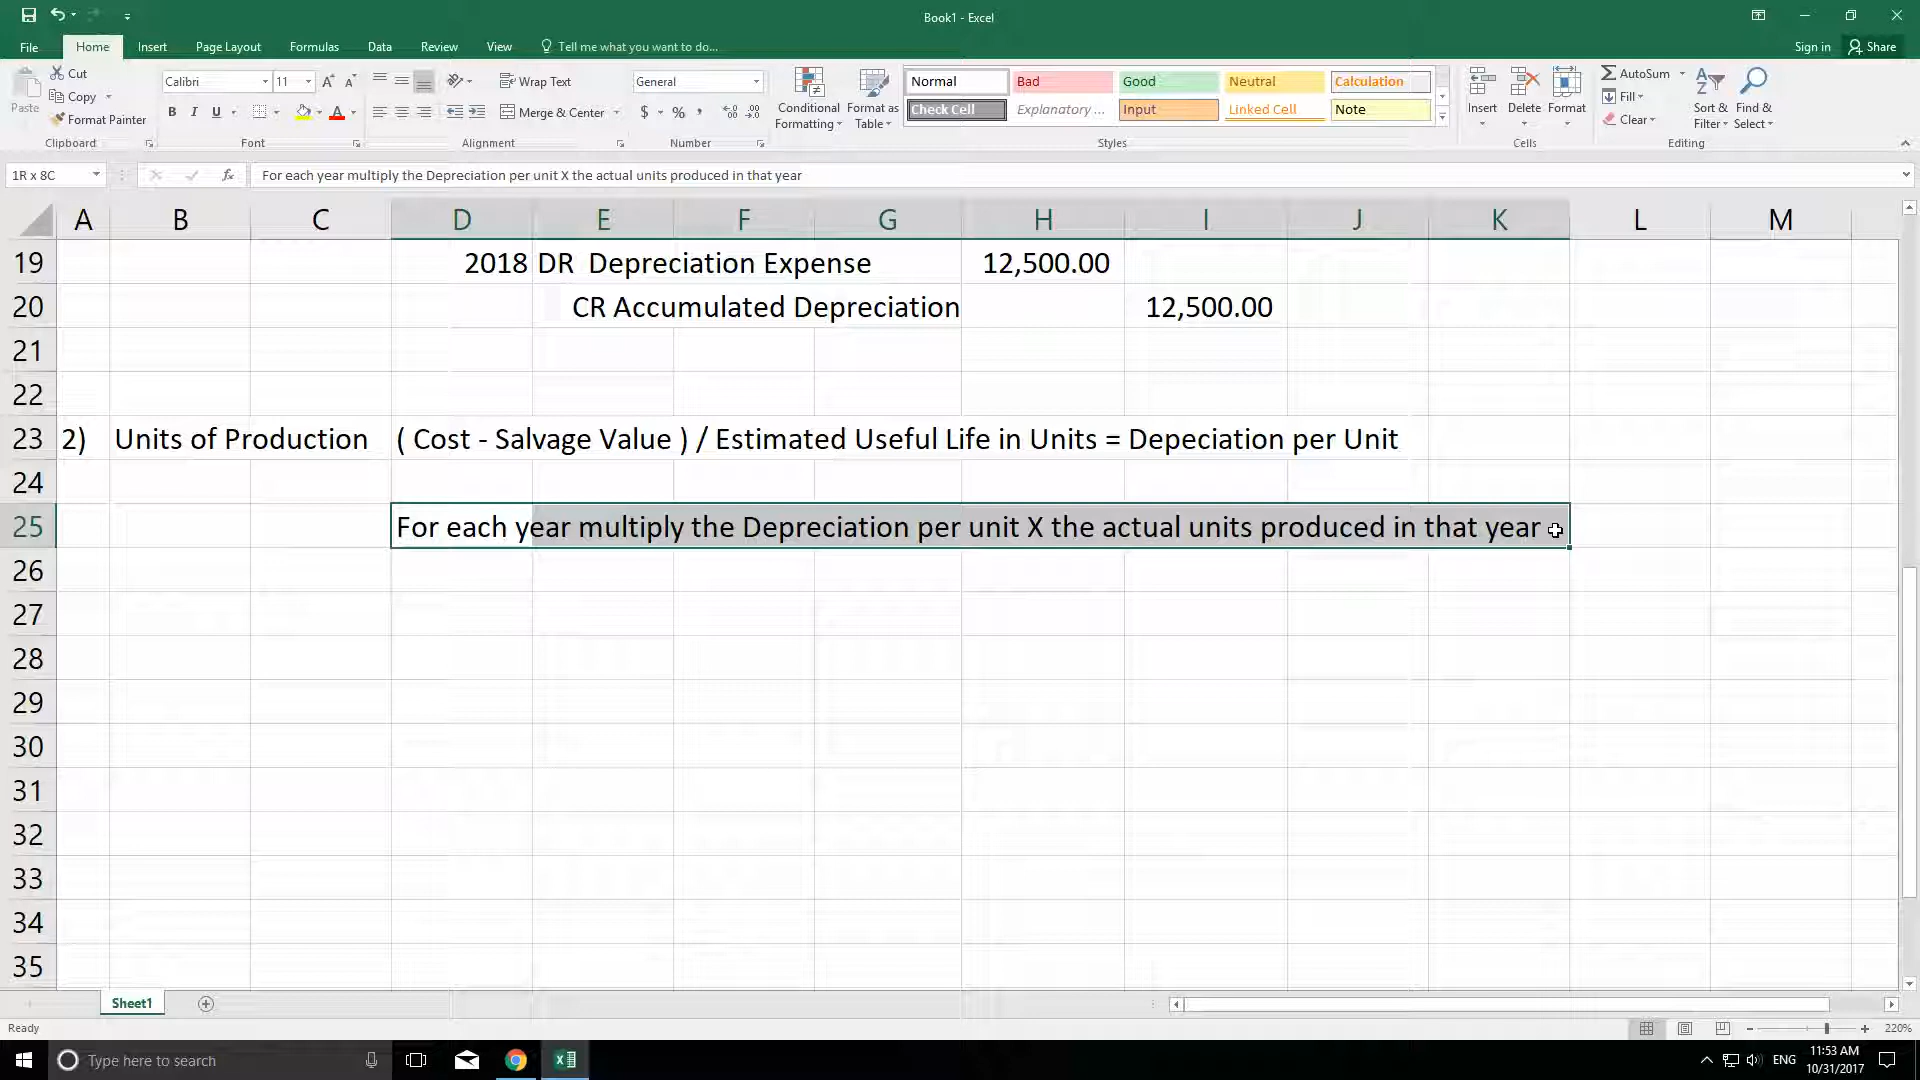 Book1 - Excel
File Home Insert Page Layout Formulas Data Review View Tell me what you want to do... Sign in Share
Paste Cut Copy Format Painter
Calibri 11 B I U
Wrap Text Merge & Center
General $ % ,
Conditional Formatting Format as Table
Normal Bad Good Neutral Calculation
Check Cell Explanatory ... Input Linked Cell Note
Insert Delete Format
AutoSum Fill Clear Sort & Filter Find & Select
Clipboard Font Alignment Number Styles Cells Editing
1R x 8C fx For each year multiply the Depreciation per unit X the actual units produced in that year
A B C D E F G H I J K L M
19 2018 DR Depreciation Expense 12,500.00
20 CR Accumulated Depreciation 12,500.00
21
22
23 2) Units of Production ( Cost - Salvage Value ) / Estimated Useful Life in Units = Depeciation per Unit
24
25 For each year multiply the Depreciation per unit X the actual units produced in that year
26
27
28
29
30
31
32
33
34
35
Sheet1
Ready 220%
Type here to search ENG 11:53 AM
10/31/2017